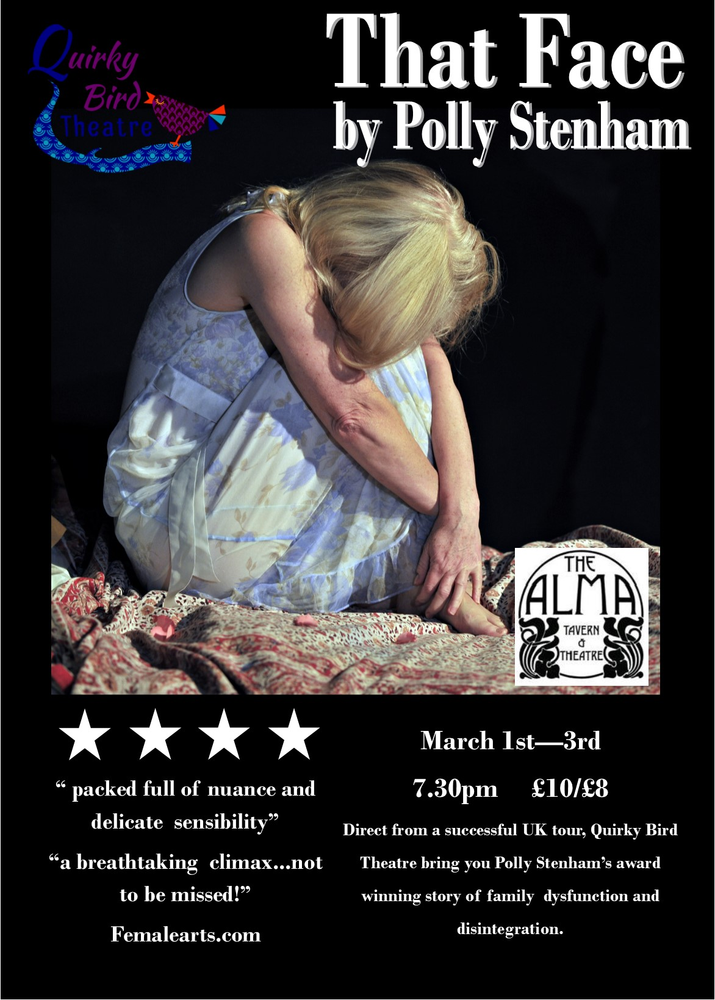 Quirky
Bird
Theatre
That Face
by Polly Stenham
THE
ALMA
TAVERN
&
THEATRE
“ packed full of nuance and
delicate sensibility”
“a breathtaking climax...not
to be missed!”
Femalearts.com
March 1st—3rd
7.30pm £10/£8
Direct from a successful UK tour, Quirky Bird
Theatre bring you Polly Stenham’s award
winning story of family dysfunction and
disintegration.